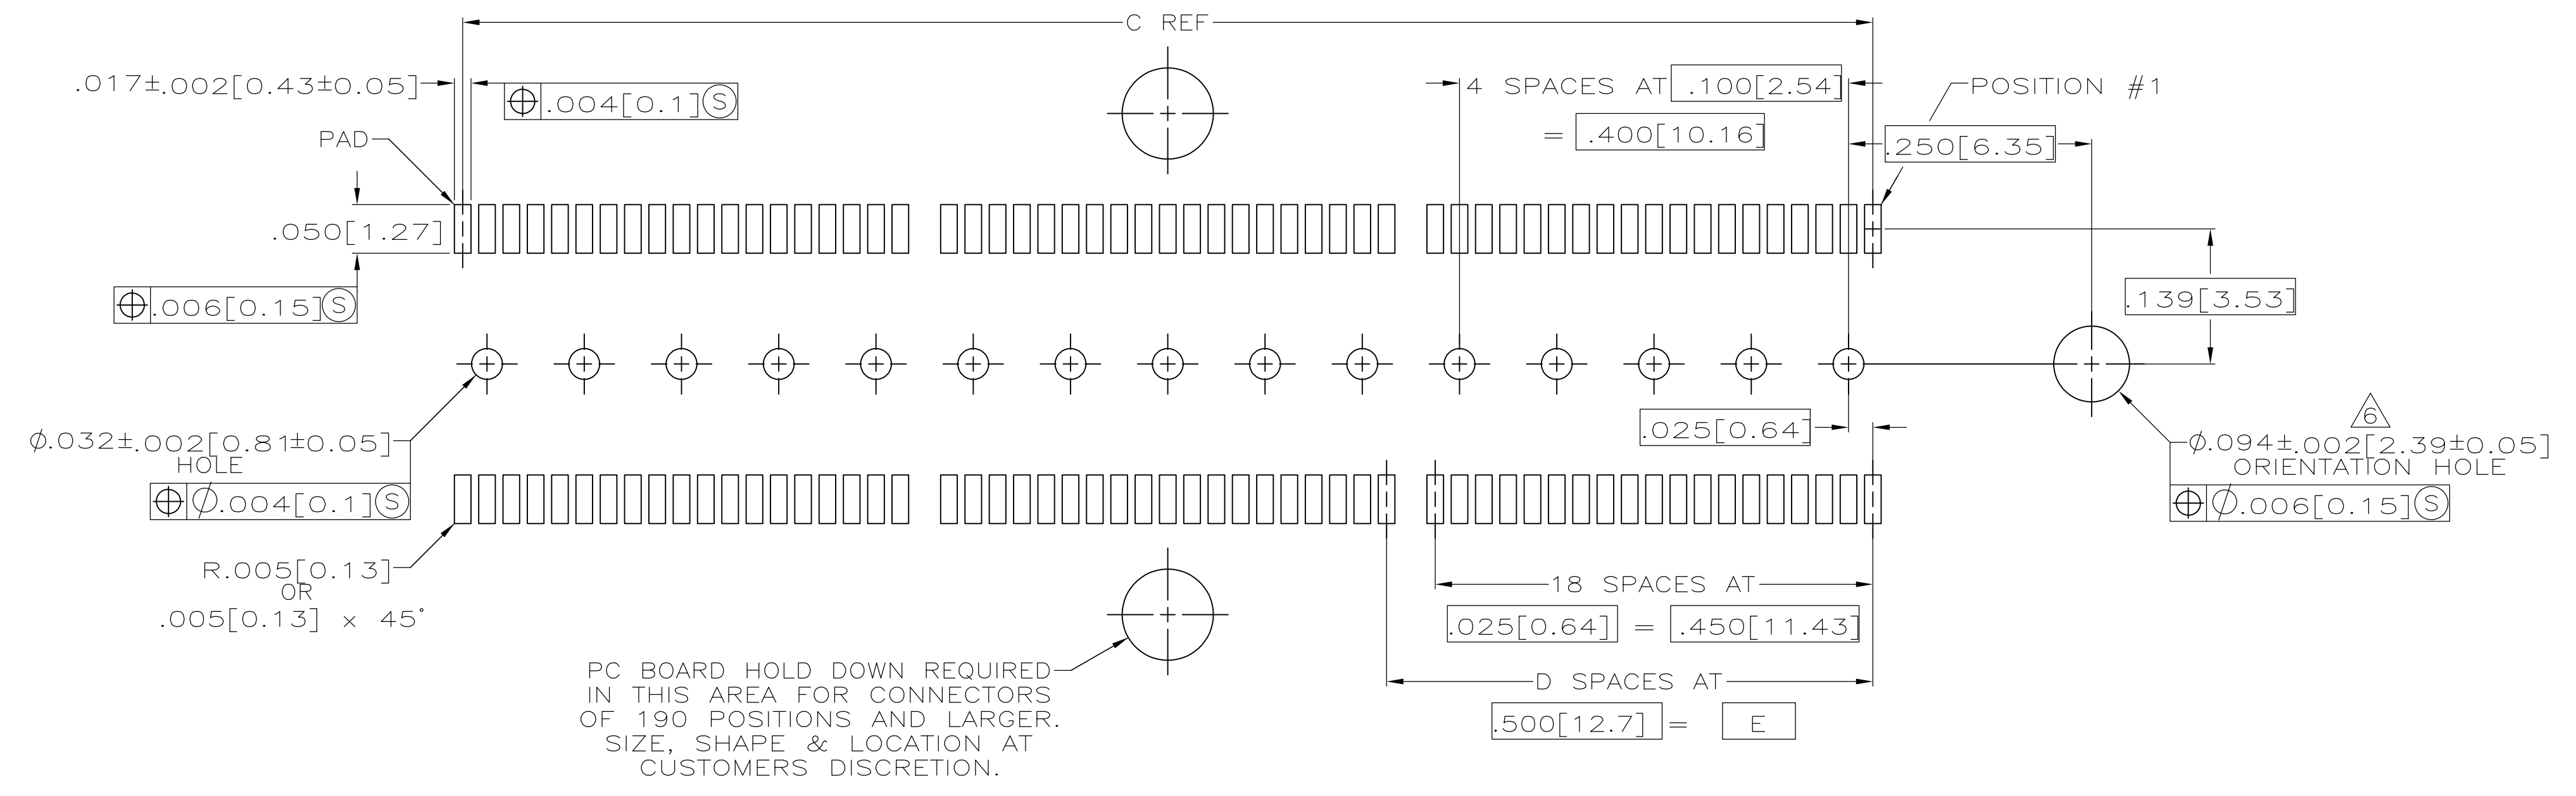 C REF
.017±.002[0.43±0.05]
.004[0.1]Ⓢ
4 SPACES AT .100[2.54]
= .400[10.16]
POSITION #1
PAD
.250[6.35]
.050[1.27]
.006[0.15]Ⓢ
.139[3.53]
.025[0.64]
6
Ø.032±.002[0.81±0.05]
HOLE
Ø.004[0.1]Ⓢ
Ø.094±.002[2.39±0.05]
ORIENTATION HOLE
Ø.006[0.15]Ⓢ
R.005[0.13]
OR
.005[0.13] x 45°
18 SPACES AT
.025[0.64] = .450[11.43]
PC BOARD HOLD DOWN REQUIRED
IN THIS AREA FOR CONNECTORS
OF 190 POSITIONS AND LARGER.
SIZE, SHAPE & LOCATION AT
CUSTOMERS DISCRETION.
D SPACES AT
.500[12.7] = E